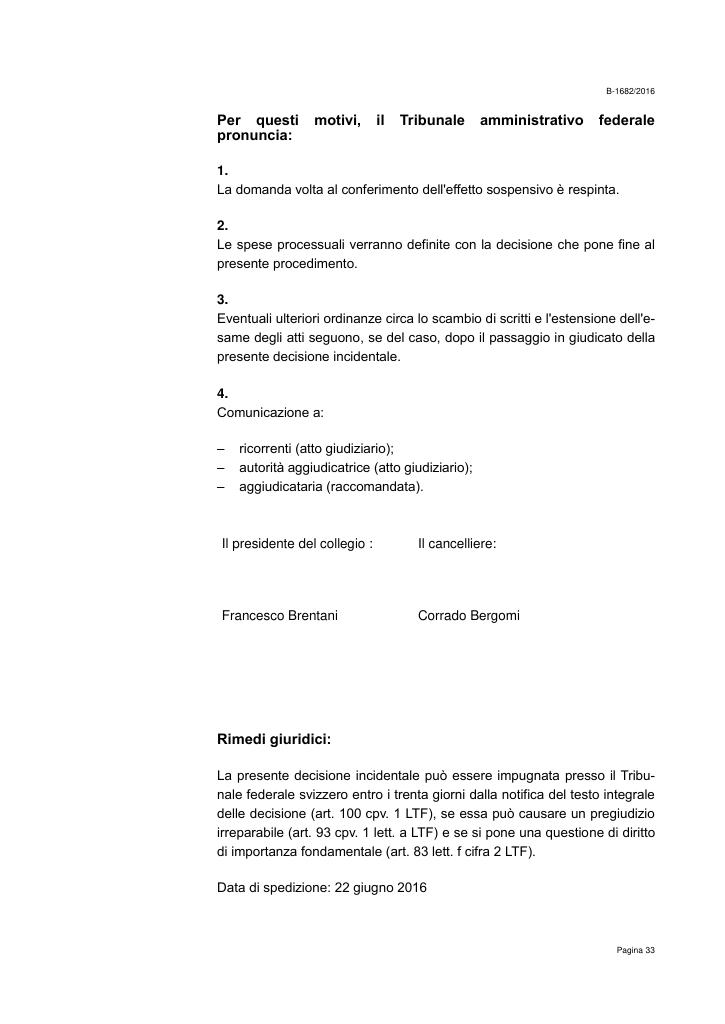 B-1682/2016
Per questi motivi, il Tribunale amministrativo federale
pronuncia:
1.
La domanda volta al conferimento dell'effetto sospensivo è respinta.
2.
Le spese processuali verranno definite con la decisione che pone fine al
presente procedimento.
3.
Eventuali ulteriori ordinanze circa lo scambio di scritti e l'estensione dell'e-
same degli atti seguono, se del caso, dopo il passaggio in giudicato della
presente decisione incidentale.
4.
Comunicazione a:
– ricorrenti (atto giudiziario);
– autorità aggiudicatrice (atto giudiziario);
– aggiudicataria (raccomandata).
Il presidente del collegio : Il cancelliere:
Francesco Brentani Corrado Bergomi
Rimedi giuridici:
La presente decisione incidentale può essere impugnata presso il Tribu-
nale federale svizzero entro i trenta giorni dalla notifica del testo integrale
delle decisione (art. 100 cpv. 1 LTF), se essa può causare un pregiudizio
irreparabile (art. 93 cpv. 1 lett. a LTF) e se si pone una questione di diritto
di importanza fondamentale (art. 83 lett. f cifra 2 LTF).
Data di spedizione: 22 giugno 2016
Pagina 33